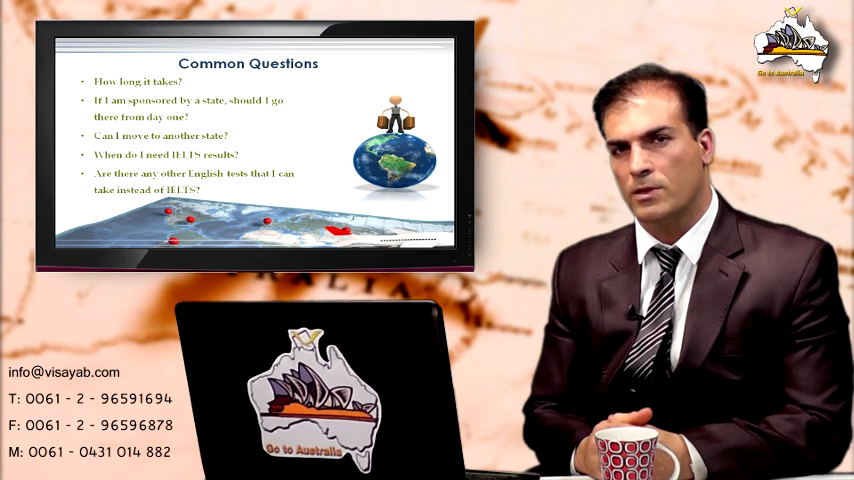 Common Questions
• How long it takes?
• If I am sponsored by a state, should I go
there from day one?
• Can I move to another state?
• When do I need IELTS results?
• Are there any other English tests that I can
take instead of IELTS?
Go to Australia
info@visayab.com
T: 0061 - 2 - 96591694
F: 0061 - 2 - 96596878
M: 0061 - 0431 014 882
Go to Australia